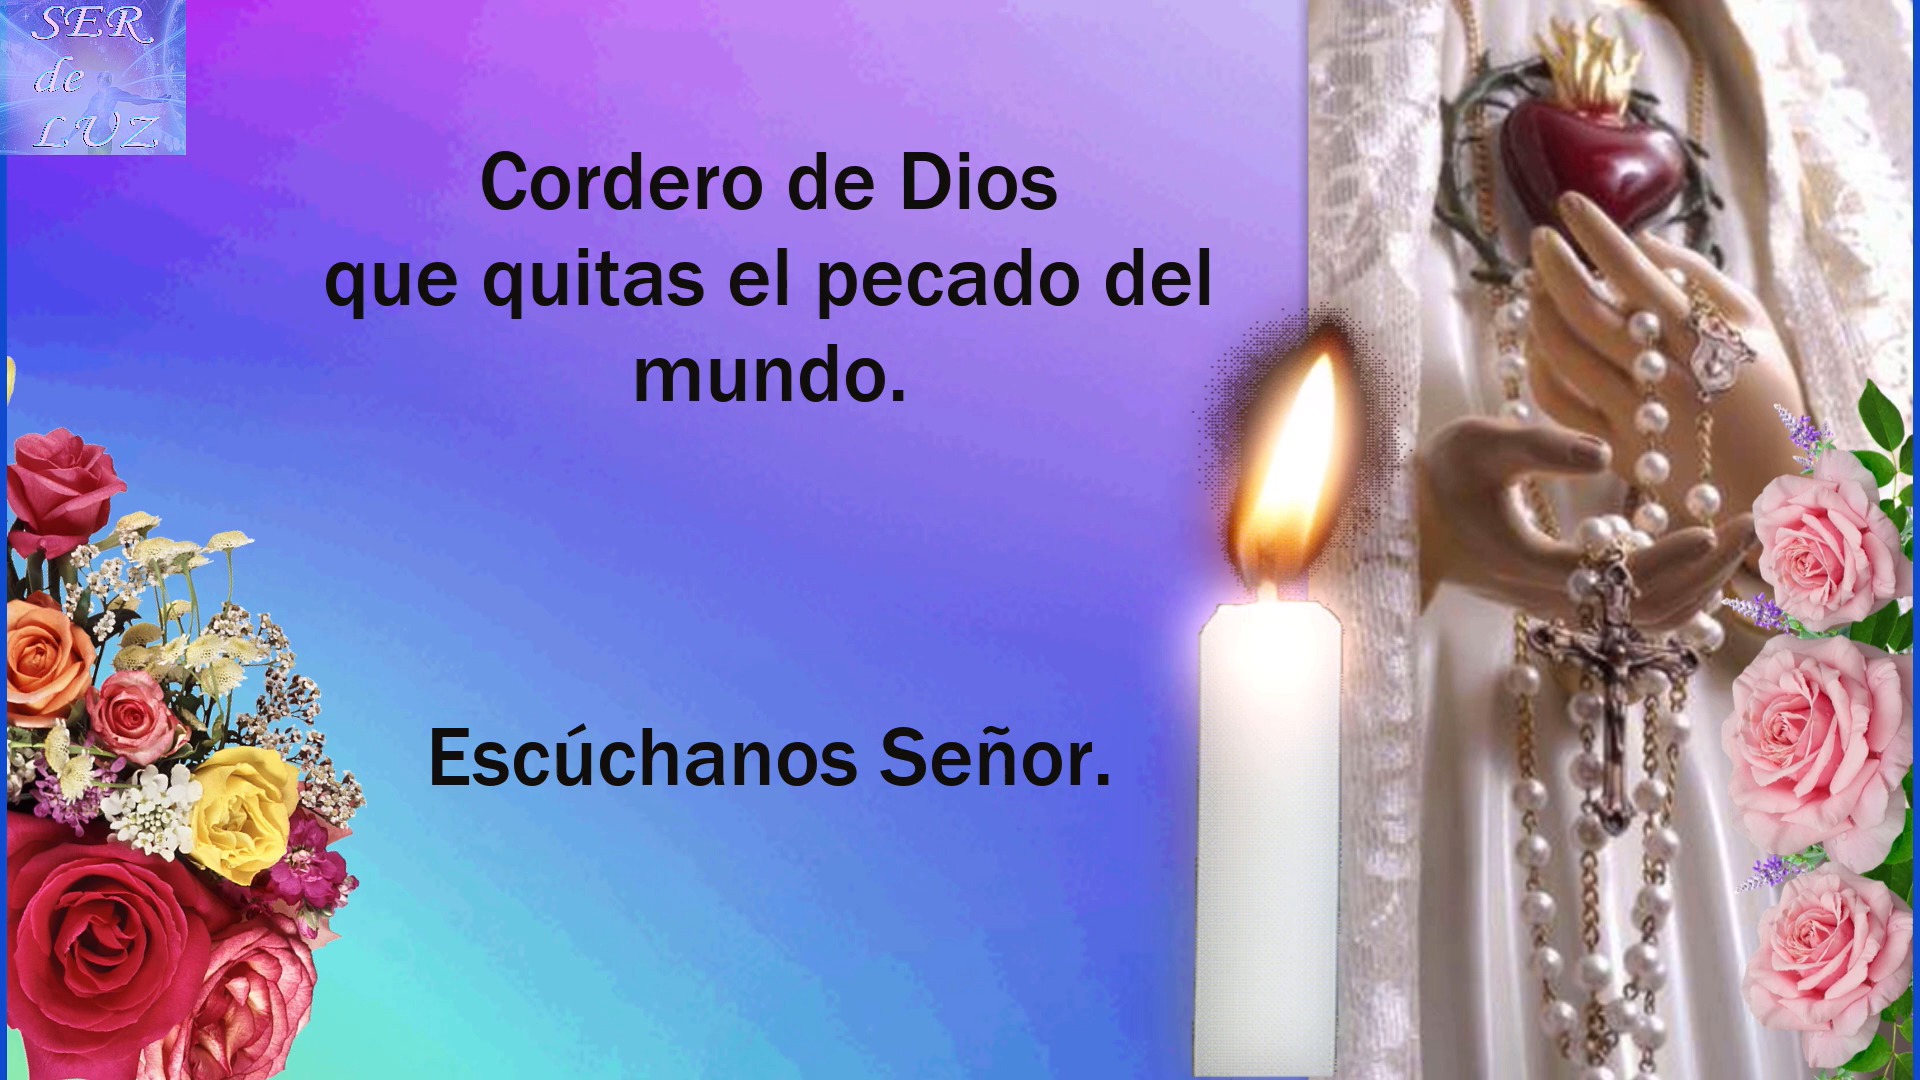 SER
de
LUZ
Cordero de Dios
que quitas el pecado del
mundo.
Escúchanos Señor.